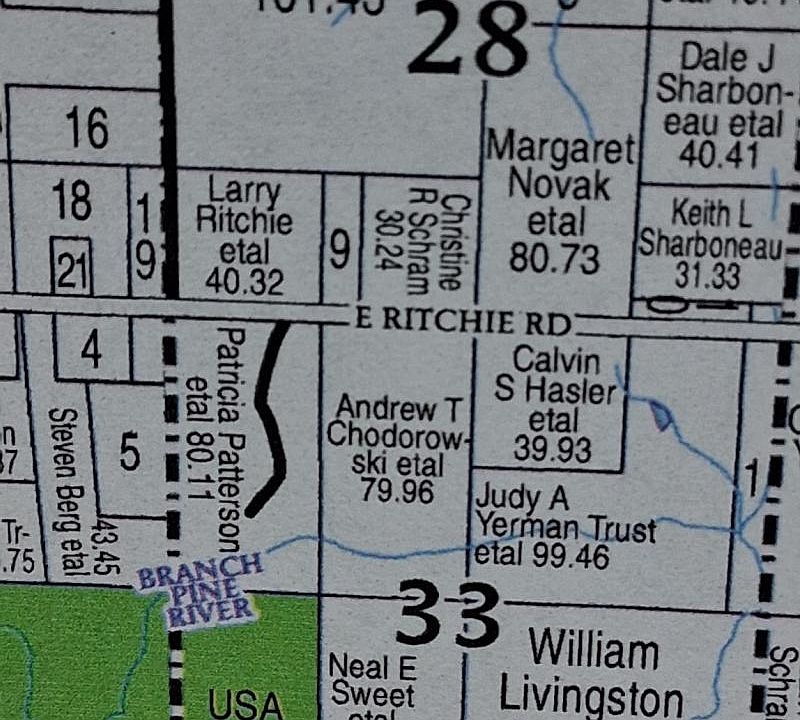 28
Dale J
Sharbon-
eau etal
40.41
16
Margaret
Novak
etal
80.73
18
19
21
Larry
Ritchie
etal
40.32
9
Christine
R Schram
30.24
Keith L
Sharboneau
31.33
E RITCHIE RD
4
Patricia Patterson
etal 80.11
Calvin
S Hasler
etal
39.93
Andrew T
Chodorow-
ski etal
79.96
5
Steven Berg etal
43.45
Judy A
Yerman Trust
etal 99.46
1
Tr-
.75
BRANCH
PINE
RIVER
33
Neal E
Sweet
etal
William
Livingston
USA
Schra